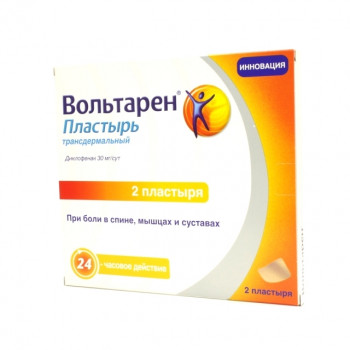 ИННОВАЦИЯ
Вольтарен®
Пластырь
трансдермальный
Диклофенак 30 мг/сут
2 пластыря
При боли в спине, мышцах и суставах
24 - часовое действие
2 пластыря